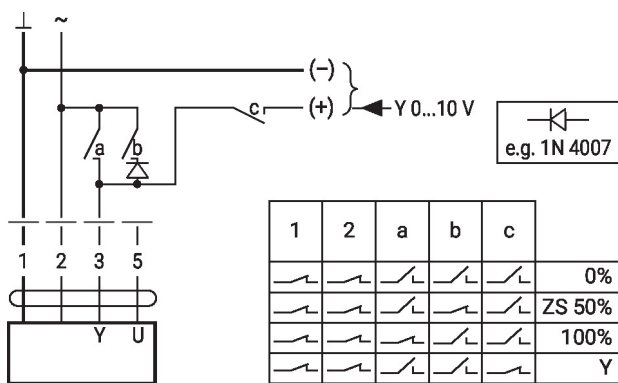 ⊥ ~
(–)
c (+) Y 0...10 V
a b
e.g. 1N 4007
1 2 3 5
Y U
1 2 a b c
0%
ZS 50%
100%
Y